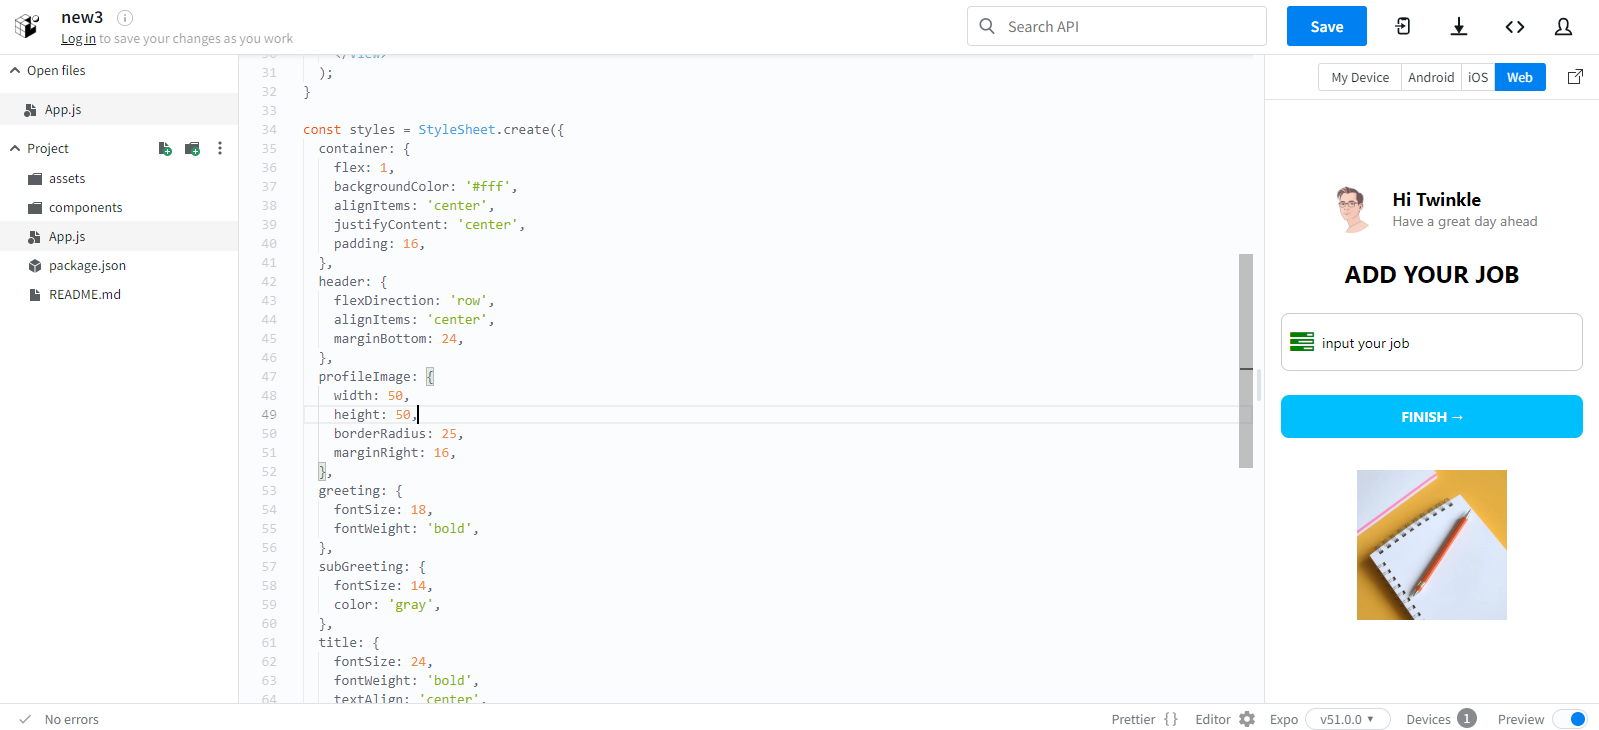 new3
Log in to save your changes as you work
Search API
Save
Open files
App.js
Project
assets
components
App.js
package.json
README.md
30 </View>
31 );
32 }
33
34 const styles = StyleSheet.create({
35 container: {
36 flex: 1,
37 backgroundColor: '#fff',
38 alignItems: 'center',
39 justifyContent: 'center',
40 padding: 16,
41 },
42 header: {
43 flexDirection: 'row',
44 alignItems: 'center',
45 marginBottom: 24,
46 },
47 profileImage: {
48 width: 50,
49 height: 50,
50 borderRadius: 25,
51 marginRight: 16,
52 },
53 greeting: {
54 fontSize: 18,
55 fontWeight: 'bold',
56 },
57 subGreeting: {
58 fontSize: 14,
59 color: 'gray',
60 },
61 title: {
62 fontSize: 24,
63 fontWeight: 'bold',
64 textAlign: 'center',
My Device Android iOS Web
Hi Twinkle
Have a great day ahead
ADD YOUR JOB
input your job
FINISH →
No errors
Prettier {} Editor Expo v51.0.0 ▾ Devices 1 Preview